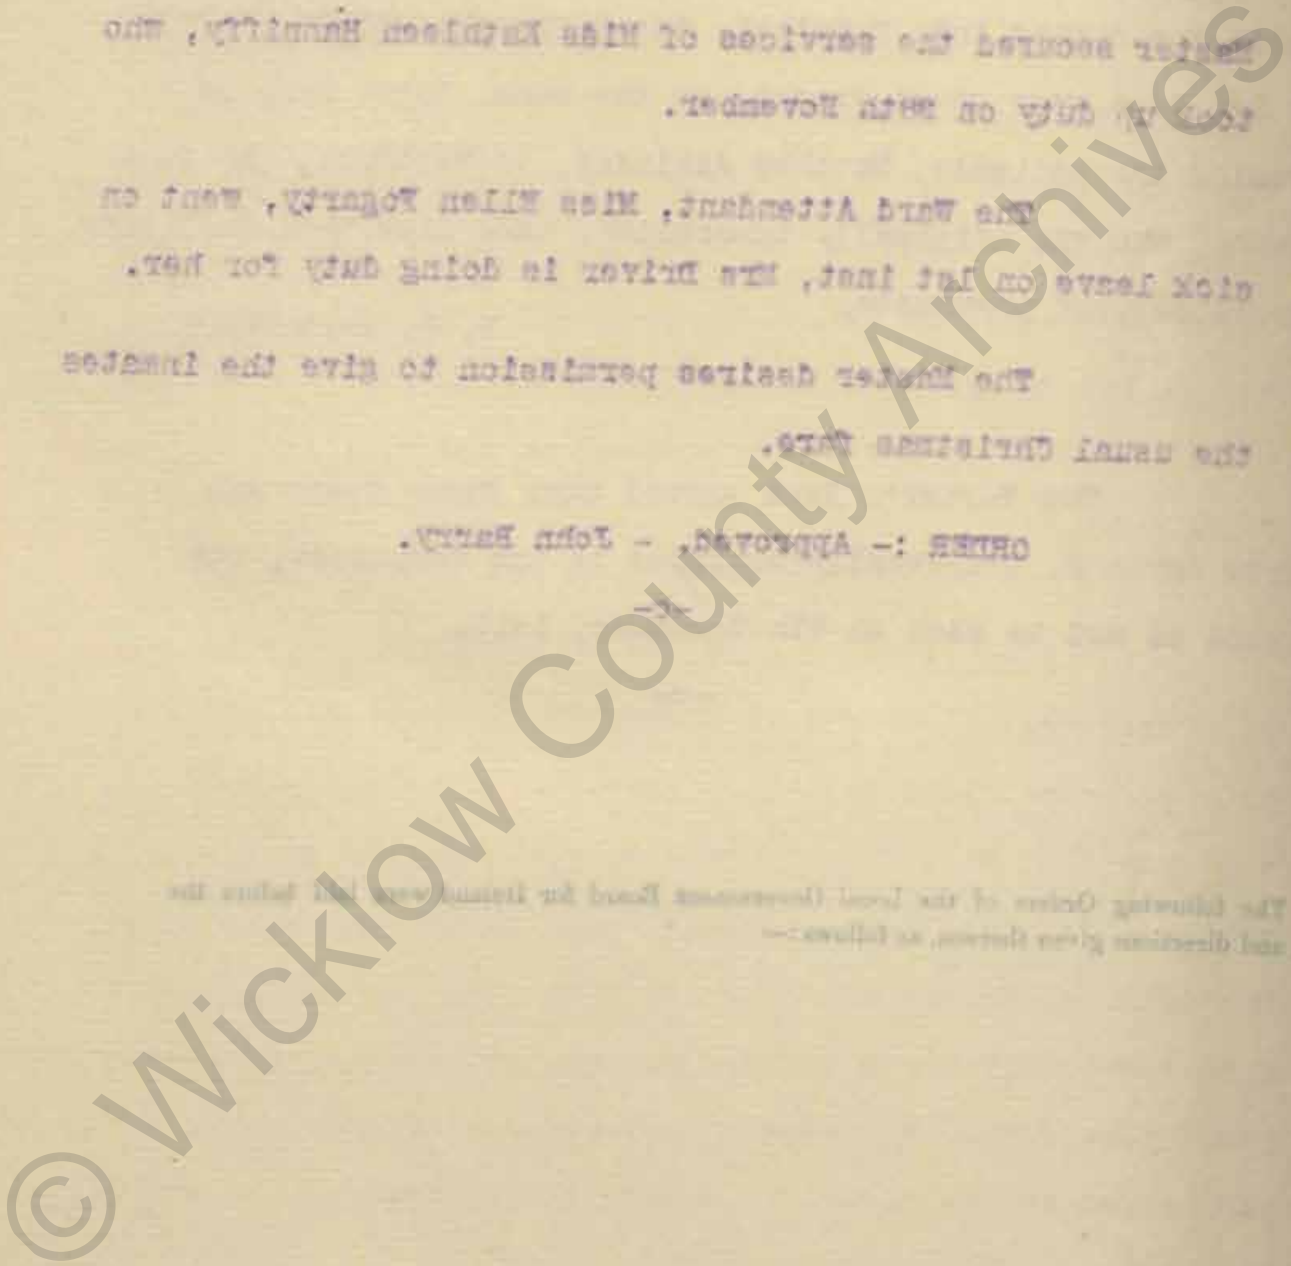 Master secured the services of Miss Kathleen Hanniffy, who
took up duty on 28th November.
The Ward Attendant, Miss Ellen Fogarty, went on
sick leave on 1st inst, Mrs Driver is doing duty for her.
The Master desires permission to give the inmates
the usual Christmas fare.
ORDER :- Approved, - John Barry.
The following Orders of the Local Government Board for Ireland were laid before the
and directions given thereon, as follows:—
© Wicklow County Archives